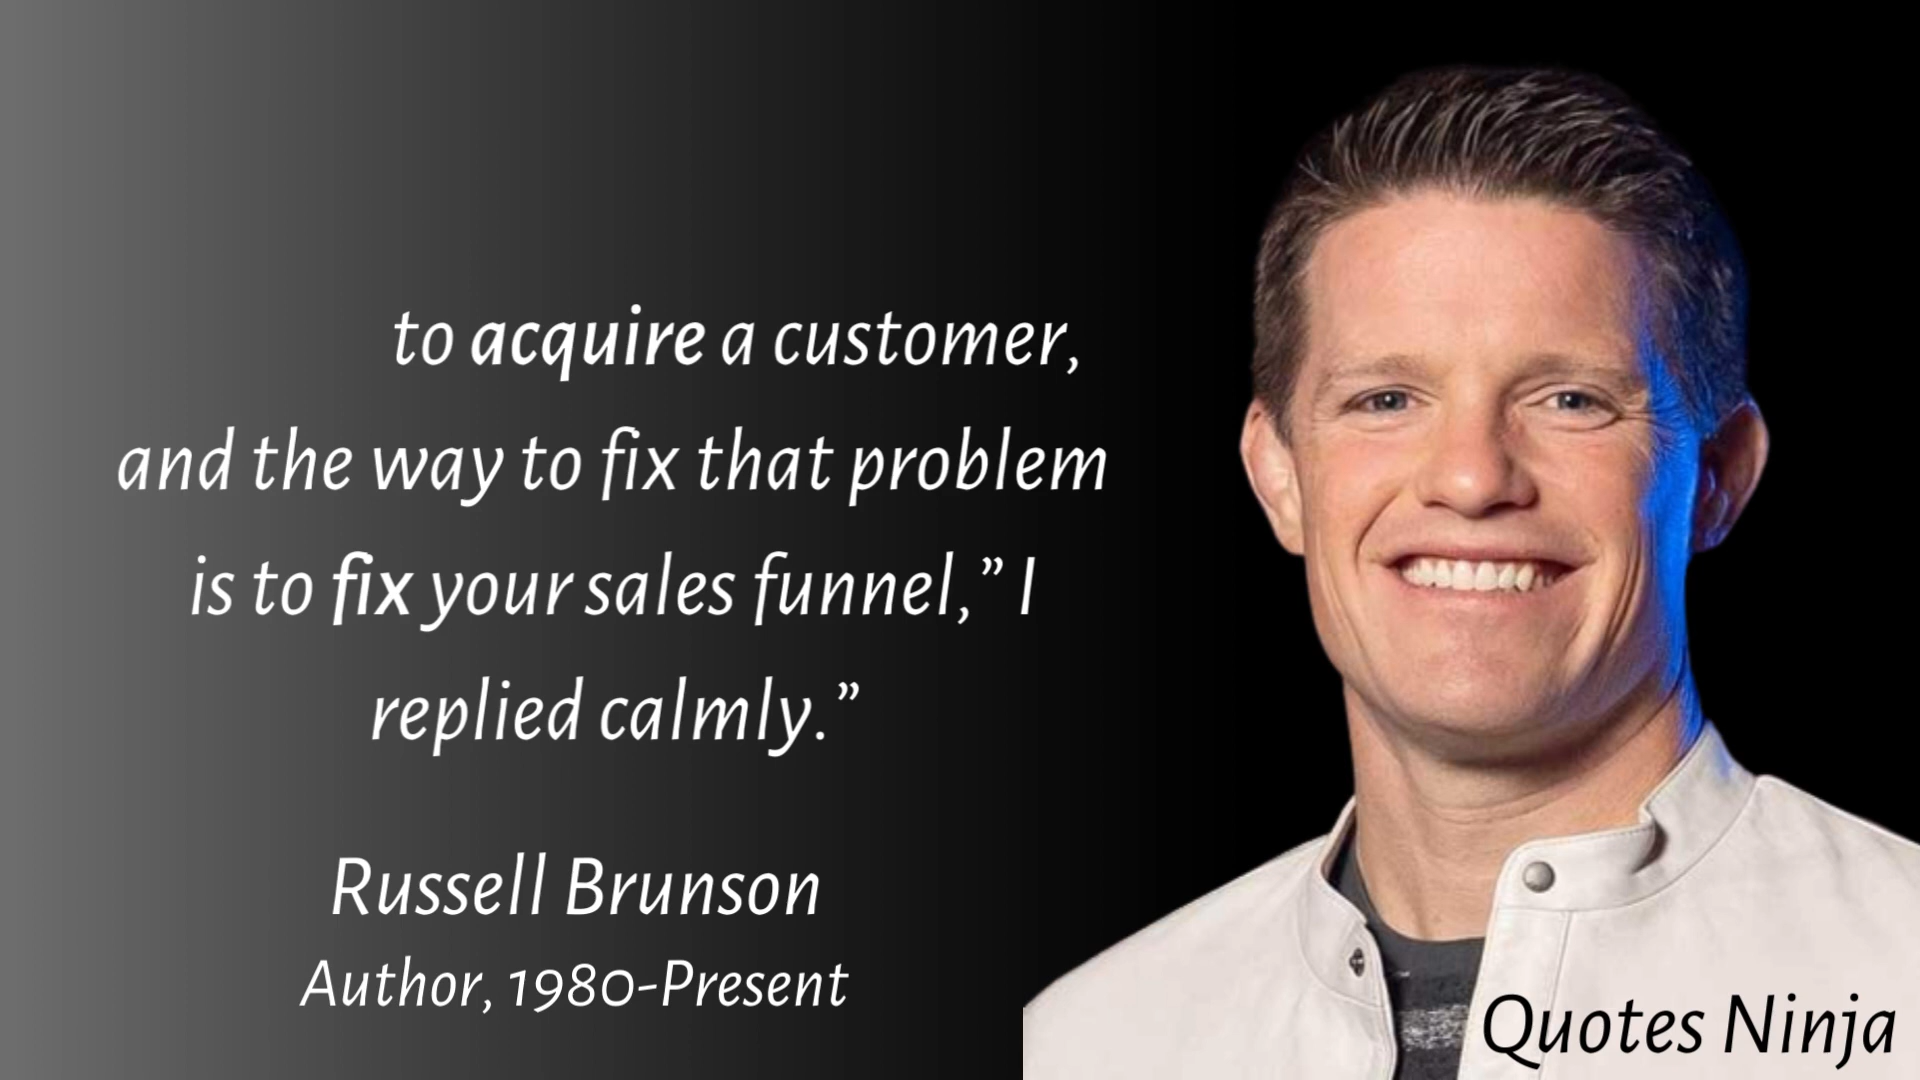 to acquire a customer,
and the way to fix that problem
is to fix your sales funnel,” I
replied calmly.”
Russell Brunson
Author, 1980-Present
Quotes Ninja